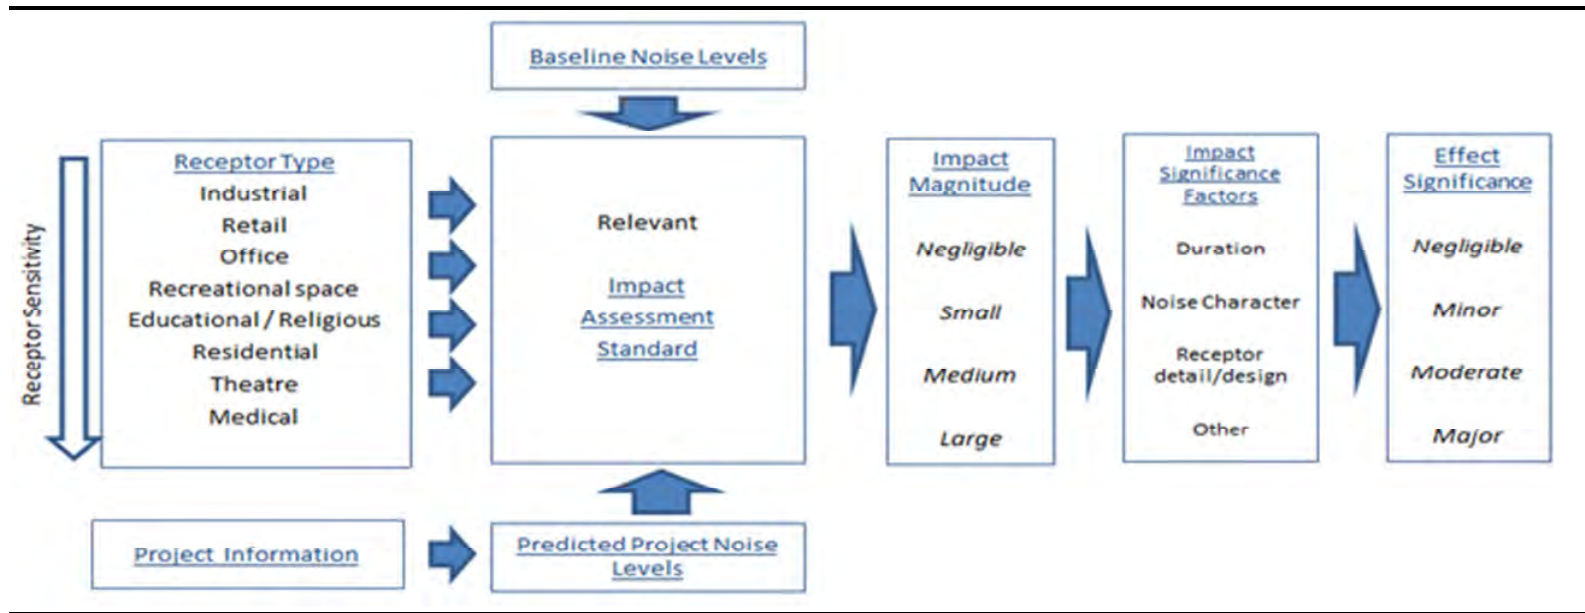 Baseline Noise Levels
Receptor Sensitivity
Receptor Type
Industrial
Retail
Office
Recreational space
Educational / Religious
Residential
Theatre
Medical
Relevant
Impact
Assessment
Standard
Impact
Magnitude
Negligible
Small
Medium
Large
Impact
Significance
Factors
Duration
Noise Character
Receptor
detail/design
Other
Effect
Significance
Negligible
Minor
Moderate
Major
Project Information
Predicted Project Noise
Levels